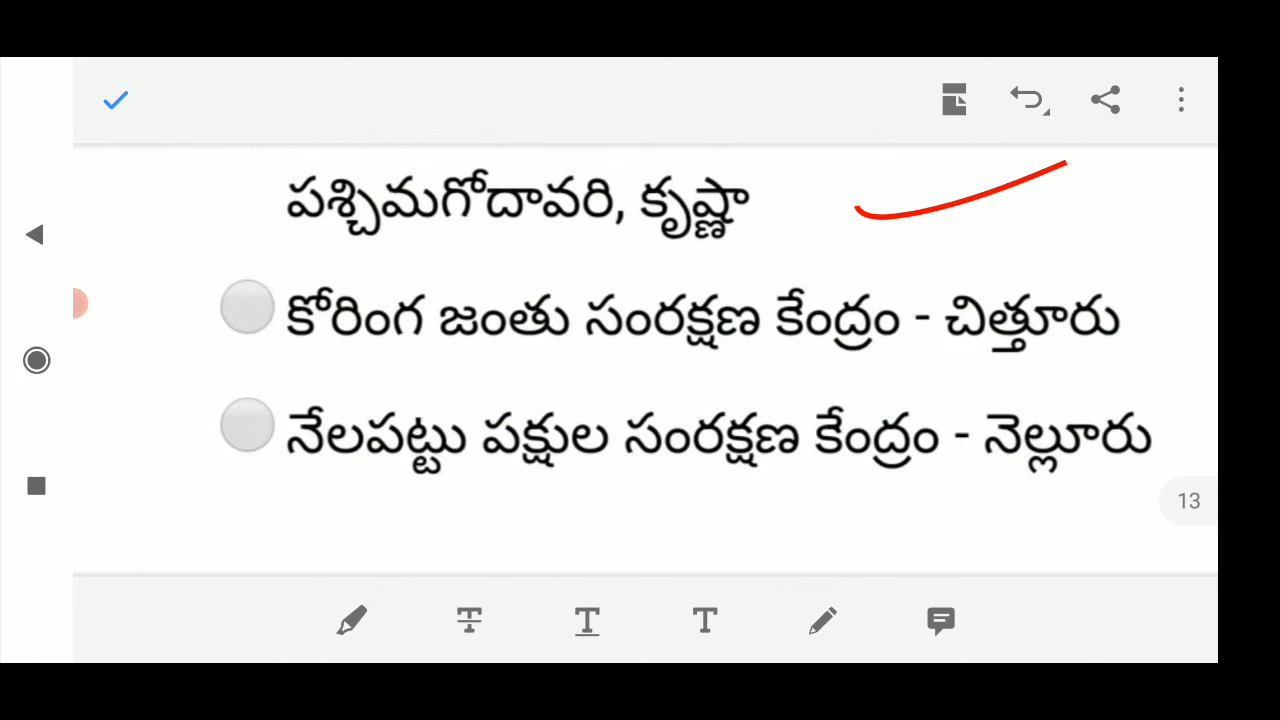 పశ్చిమగోదావరి, కృష్ణా
కోరింగ జంతు సంరక్షణ కేంద్రం - చిత్తూరు
నేలపట్టు పక్షుల సంరక్షణ కేంద్రం - నెల్లూరు
13